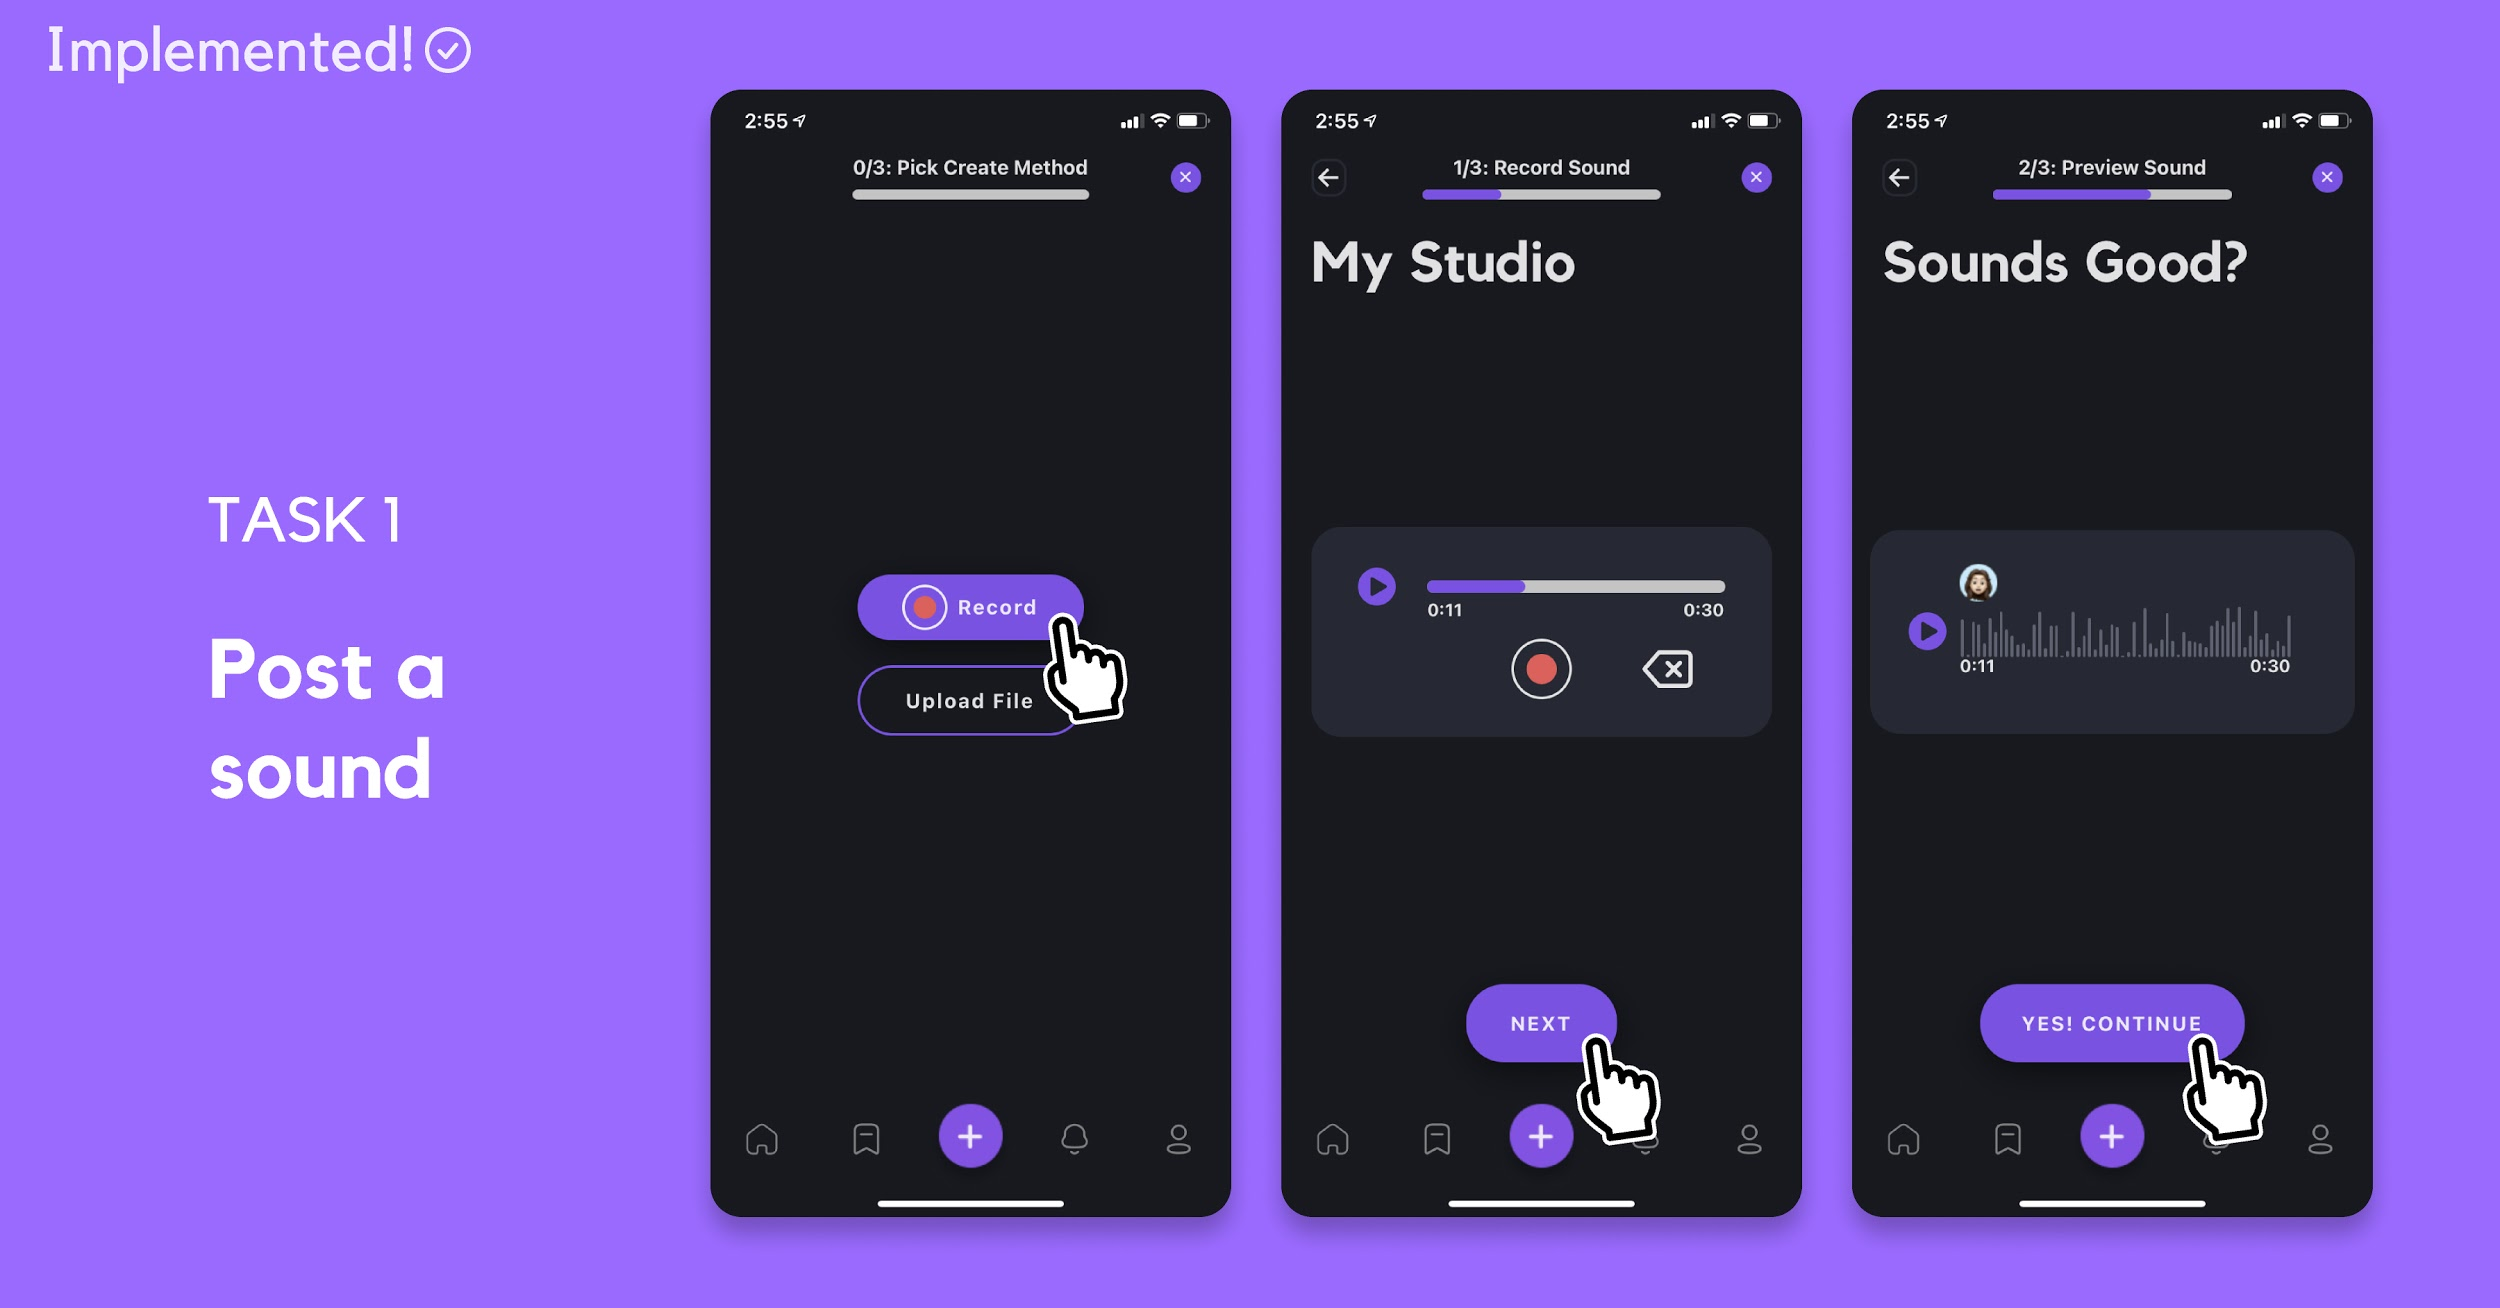 Implemented!
TASK 1
Post a
sound
2:55
0/3: Pick Create Method
Record
Upload File
2:55
1/3: Record Sound
My Studio
0:11 0:30
NEXT
2:55
2/3: Preview Sound
Sounds Good?
0:11 0:30
YES! CONTINUE